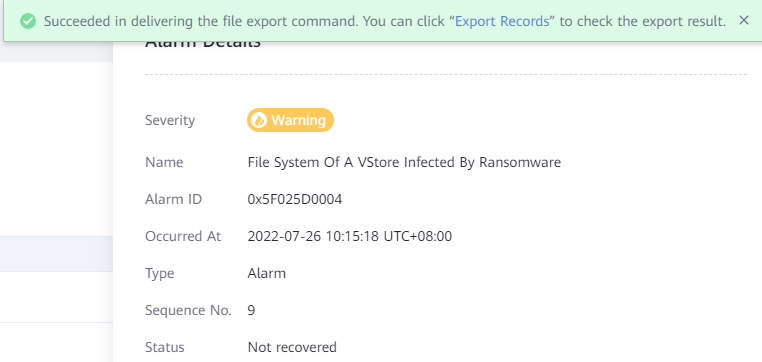 Succeeded in delivering the file export command. You can click “Export Records” to check the export result.
Alarm Details
Severity Warning
Name File System Of A VStore Infected By Ransomware
Alarm ID 0x5F025D0004
Occurred At 2022-07-26 10:15:18 UTC+08:00
Type Alarm
Sequence No. 9
Status Not recovered